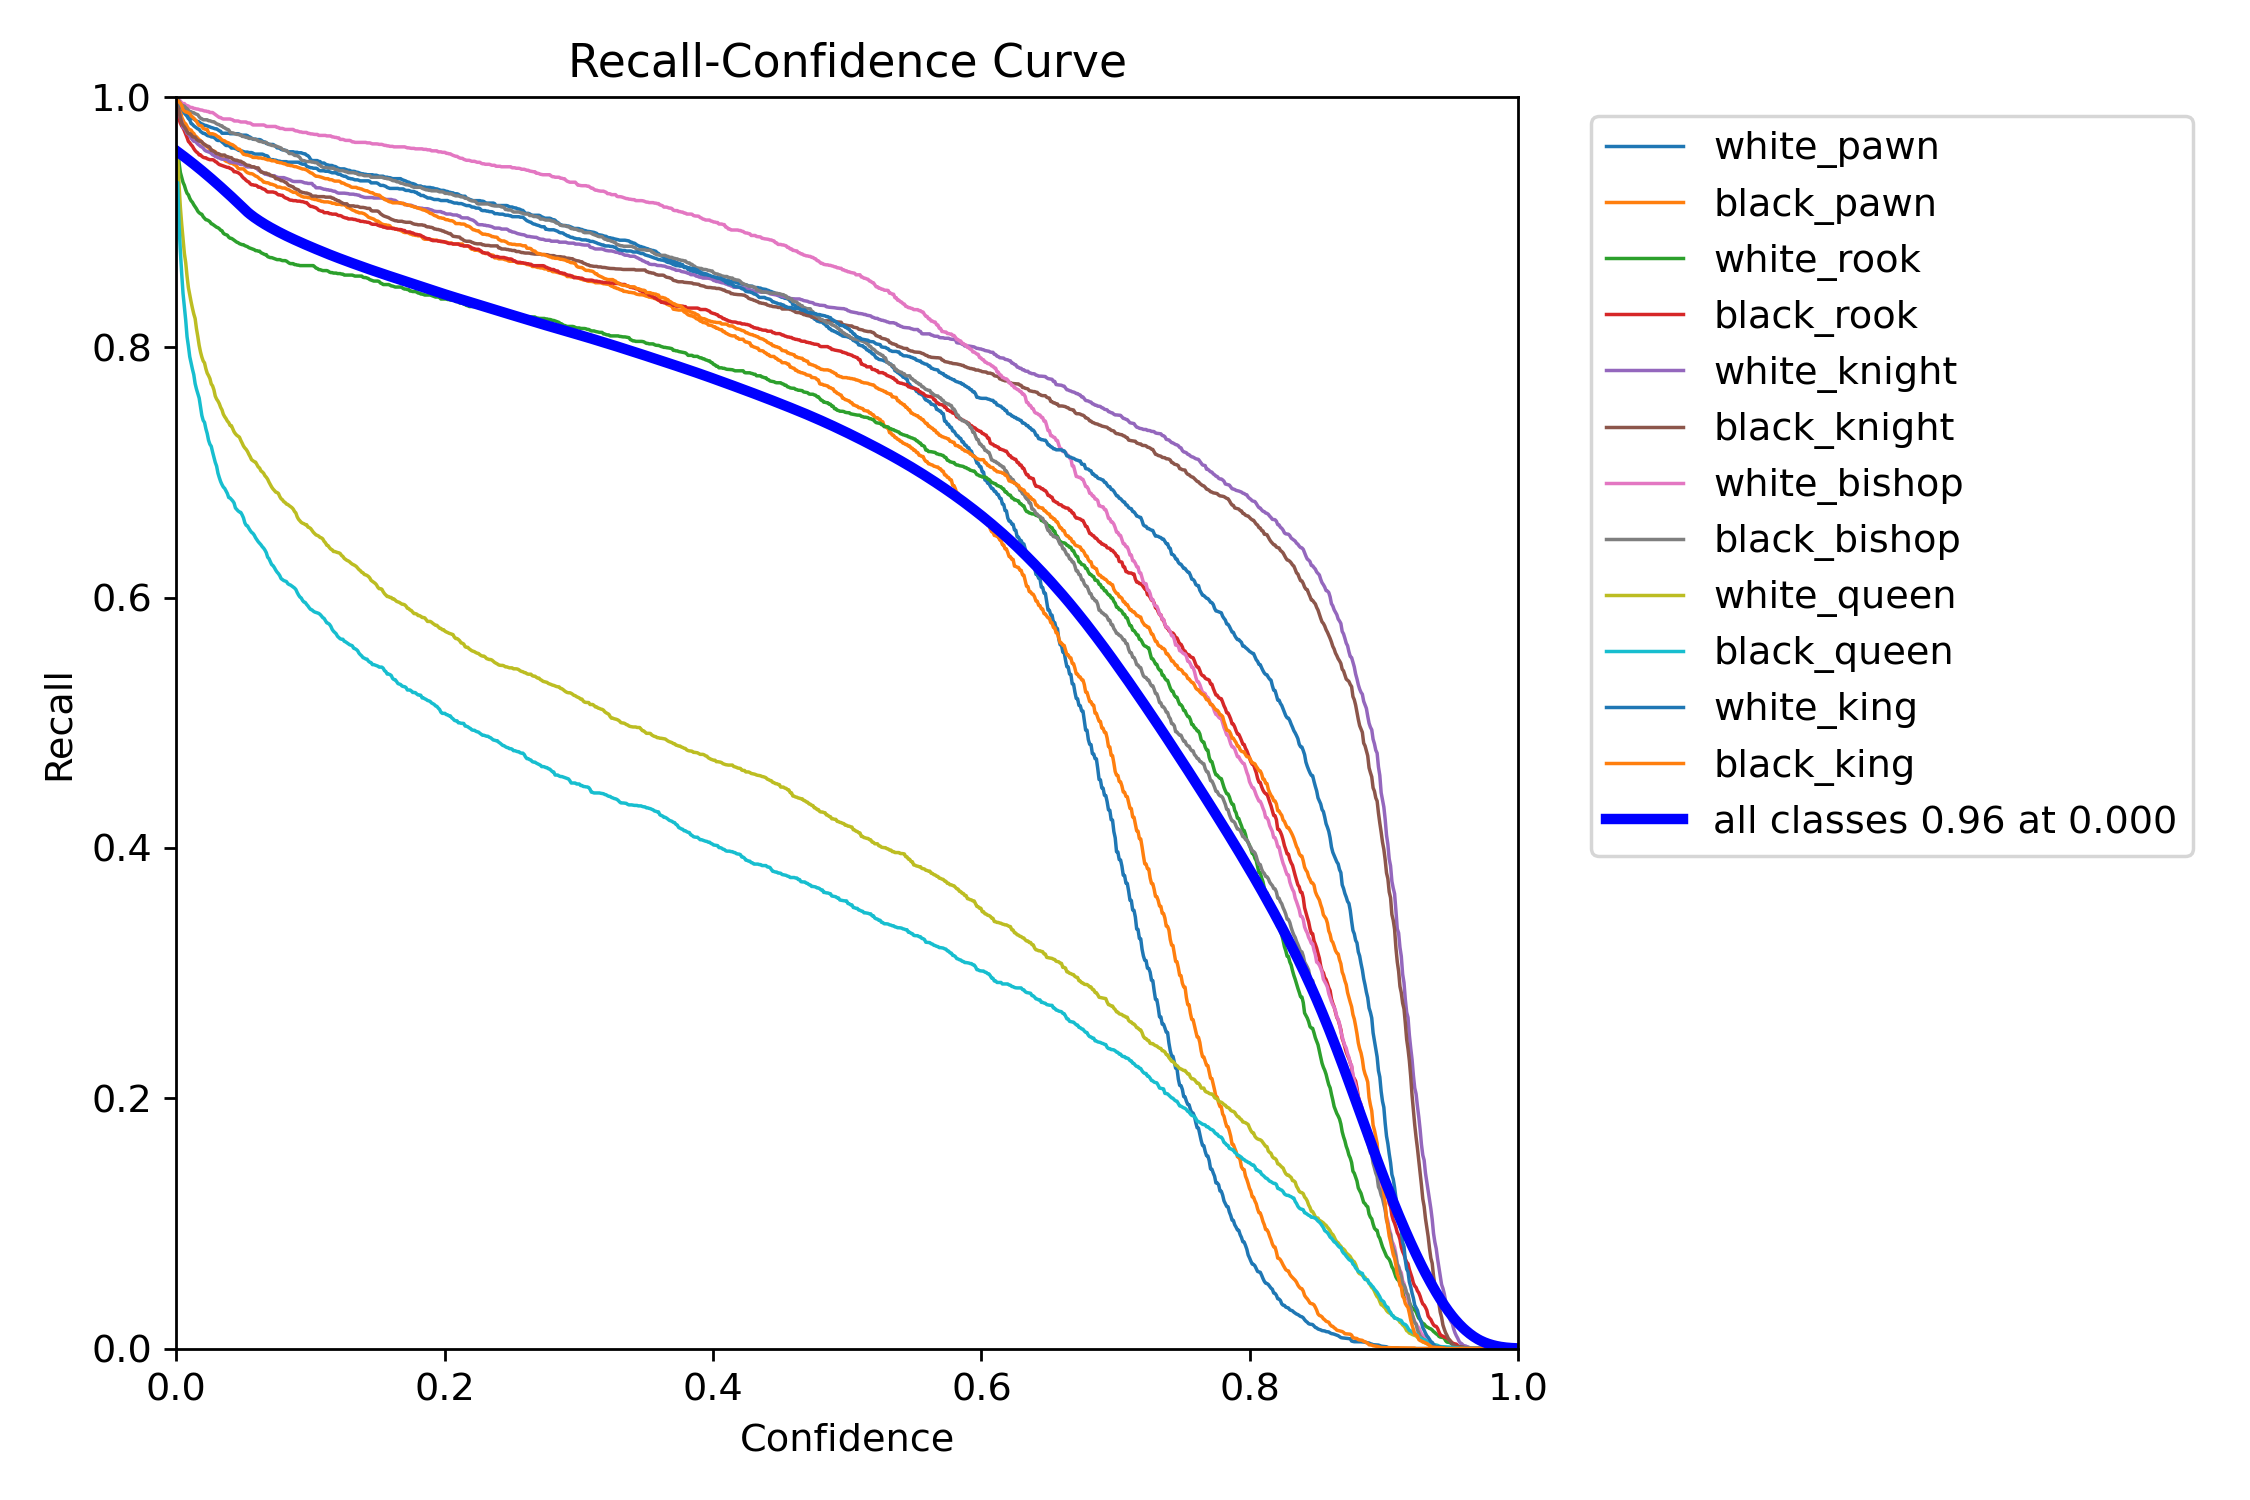 Recall-Confidence Curve
1.0
0.8
0.6
0.4
0.2
0.0
Recall
0.0 0.2 0.4 0.6 0.8 1.0
Confidence
white_pawn
black_pawn
white_rook
black_rook
white_knight
black_knight
white_bishop
black_bishop
white_queen
black_queen
white_king
black_king
all classes 0.96 at 0.000